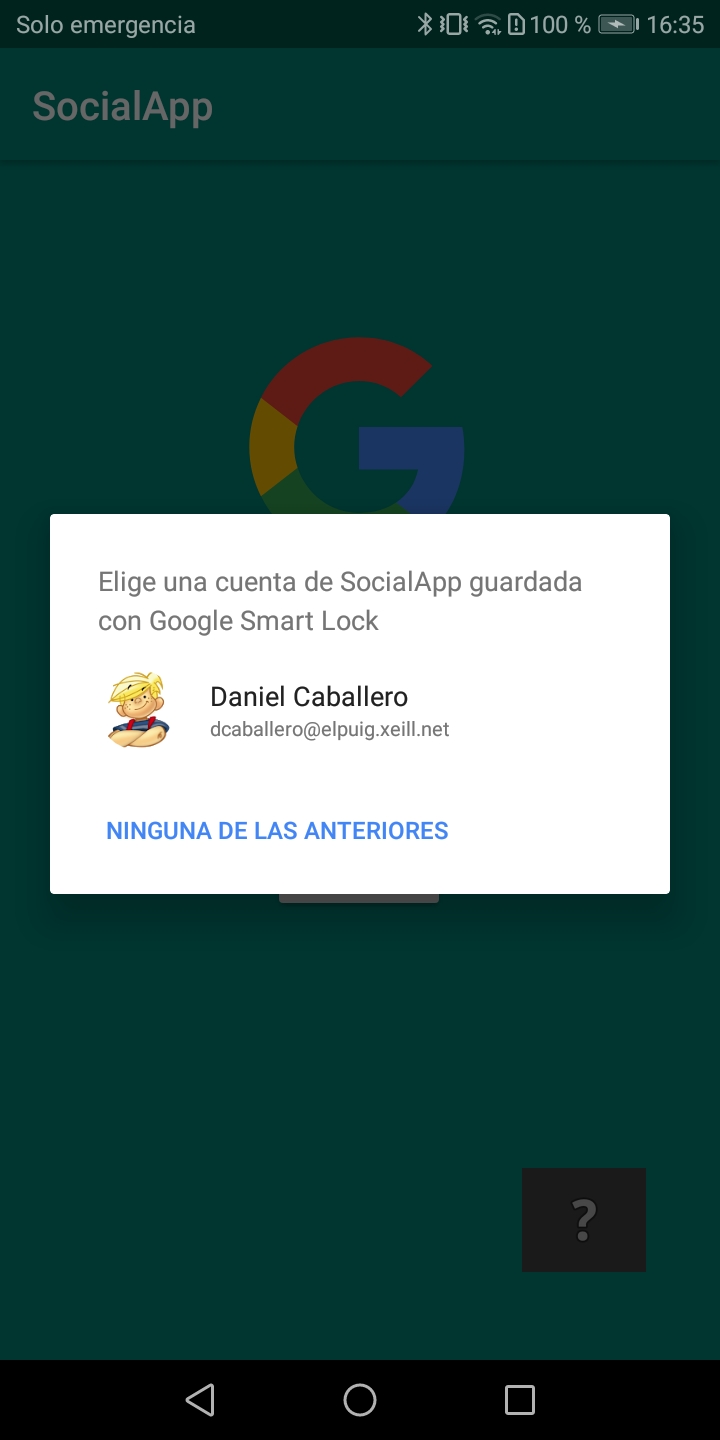 Solo emergencia 100 % 16:35
SocialApp
Elige una cuenta de SocialApp guardada
con Google Smart Lock
Daniel Caballero
dcaballero@elpuig.xeill.net
NINGUNA DE LAS ANTERIORES
?